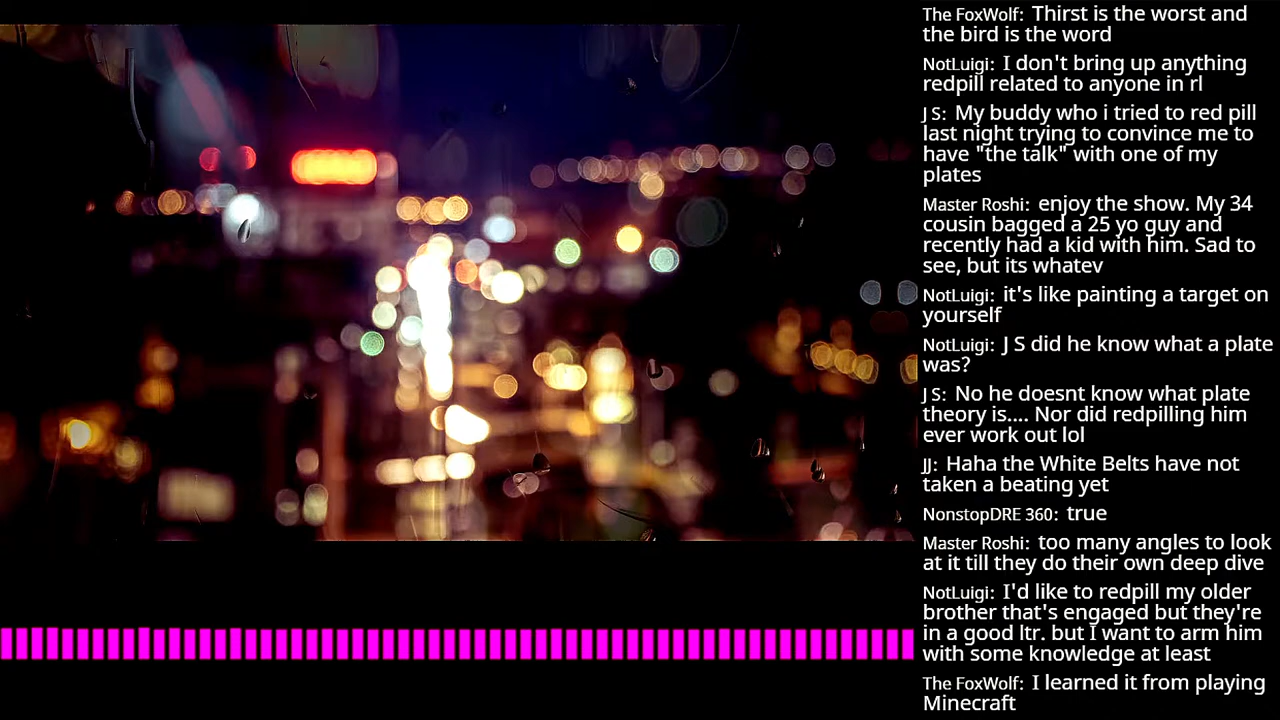 The FoxWolf: Thirst is the worst and
the bird is the word
NotLuigi: I don't bring up anything
redpill related to anyone in rl
J S: My buddy who i tried to red pill
last night trying to convince me to
have "the talk" with one of my
plates
Master Roshi: enjoy the show. My 34
cousin bagged a 25 yo guy and
recently had a kid with him. Sad to
see, but its whatev
NotLuigi: it's like painting a target on
yourself
NotLuigi: J S did he know what a plate
was?
J S: No he doesnt know what plate
theory is.... Nor did redpilling him
ever work out lol
JJ: Haha the White Belts have not
taken a beating yet
NonstopDRE 360: true
Master Roshi: too many angles to look
at it till they do their own deep dive
NotLuigi: I'd like to redpill my older
brother that's engaged but they're
in a good ltr. but I want to arm him
with some knowledge at least
The FoxWolf: I learned it from playing
Minecraft